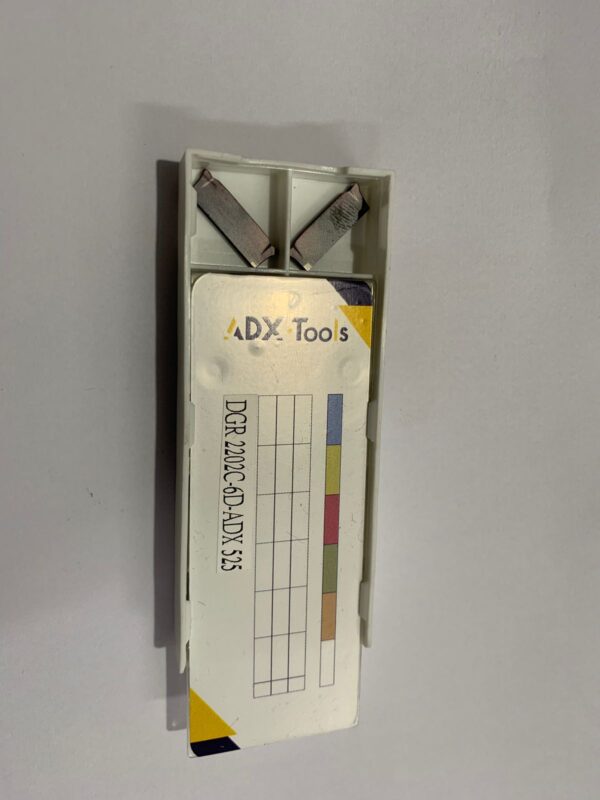 ADX Tools
DGR 2202C-6D-ADX 525